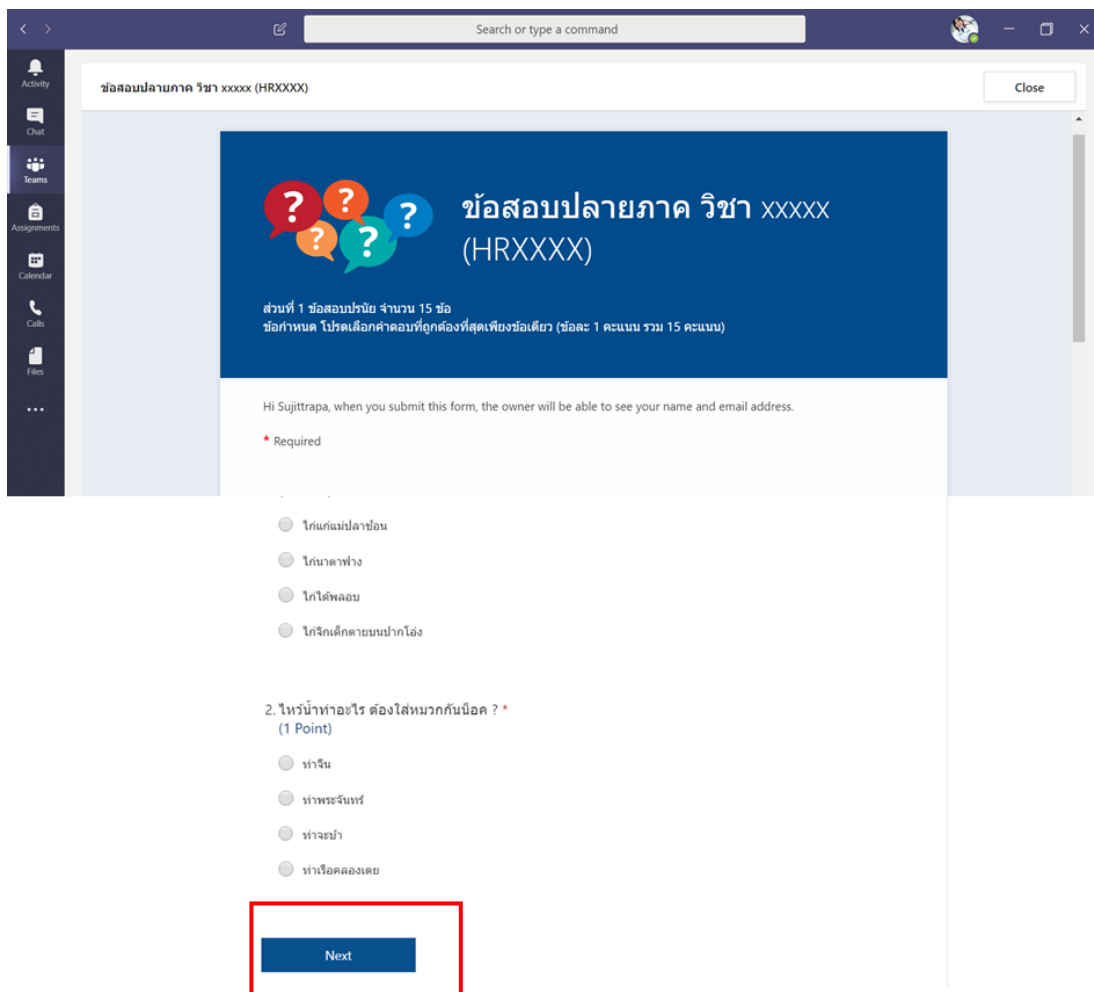 Search or type a command
Activity
Chat
Teams
Assignments
Calendar
Calls
Files
ข้อสอบปลายภาค วิชา xxxxx (HRXXXX)
Close
ข้อสอบปลายภาค วิชา xxxxx
(HRXXXX)
ส่วนที่ 1 ข้อสอบปรนัย จำนวน 15 ข้อ
ข้อกำหนด โปรดเลือกคำตอบที่ถูกต้องที่สุดเพียงข้อเดียว (ข้อละ 1 คะแนน รวม 15 คะแนน)
Hi Sujittrapa, when you submit this form, the owner will be able to see your name and email address.
* Required
ไก่แก่แม่ปลาช้อน
ไก่นาตาฟาง
ไก่ได้พลอย
ไก่จิกเด็กตายบนปากโอ่ง
2. ไหว้น้ำท่าอะไร ต้องใส่หมวกกันน็อค ? *
(1 Point)
ท่าจีน
ท่าพระจันทร์
ท่าจะบ้า
ท่าเรือคลองเตย
Next